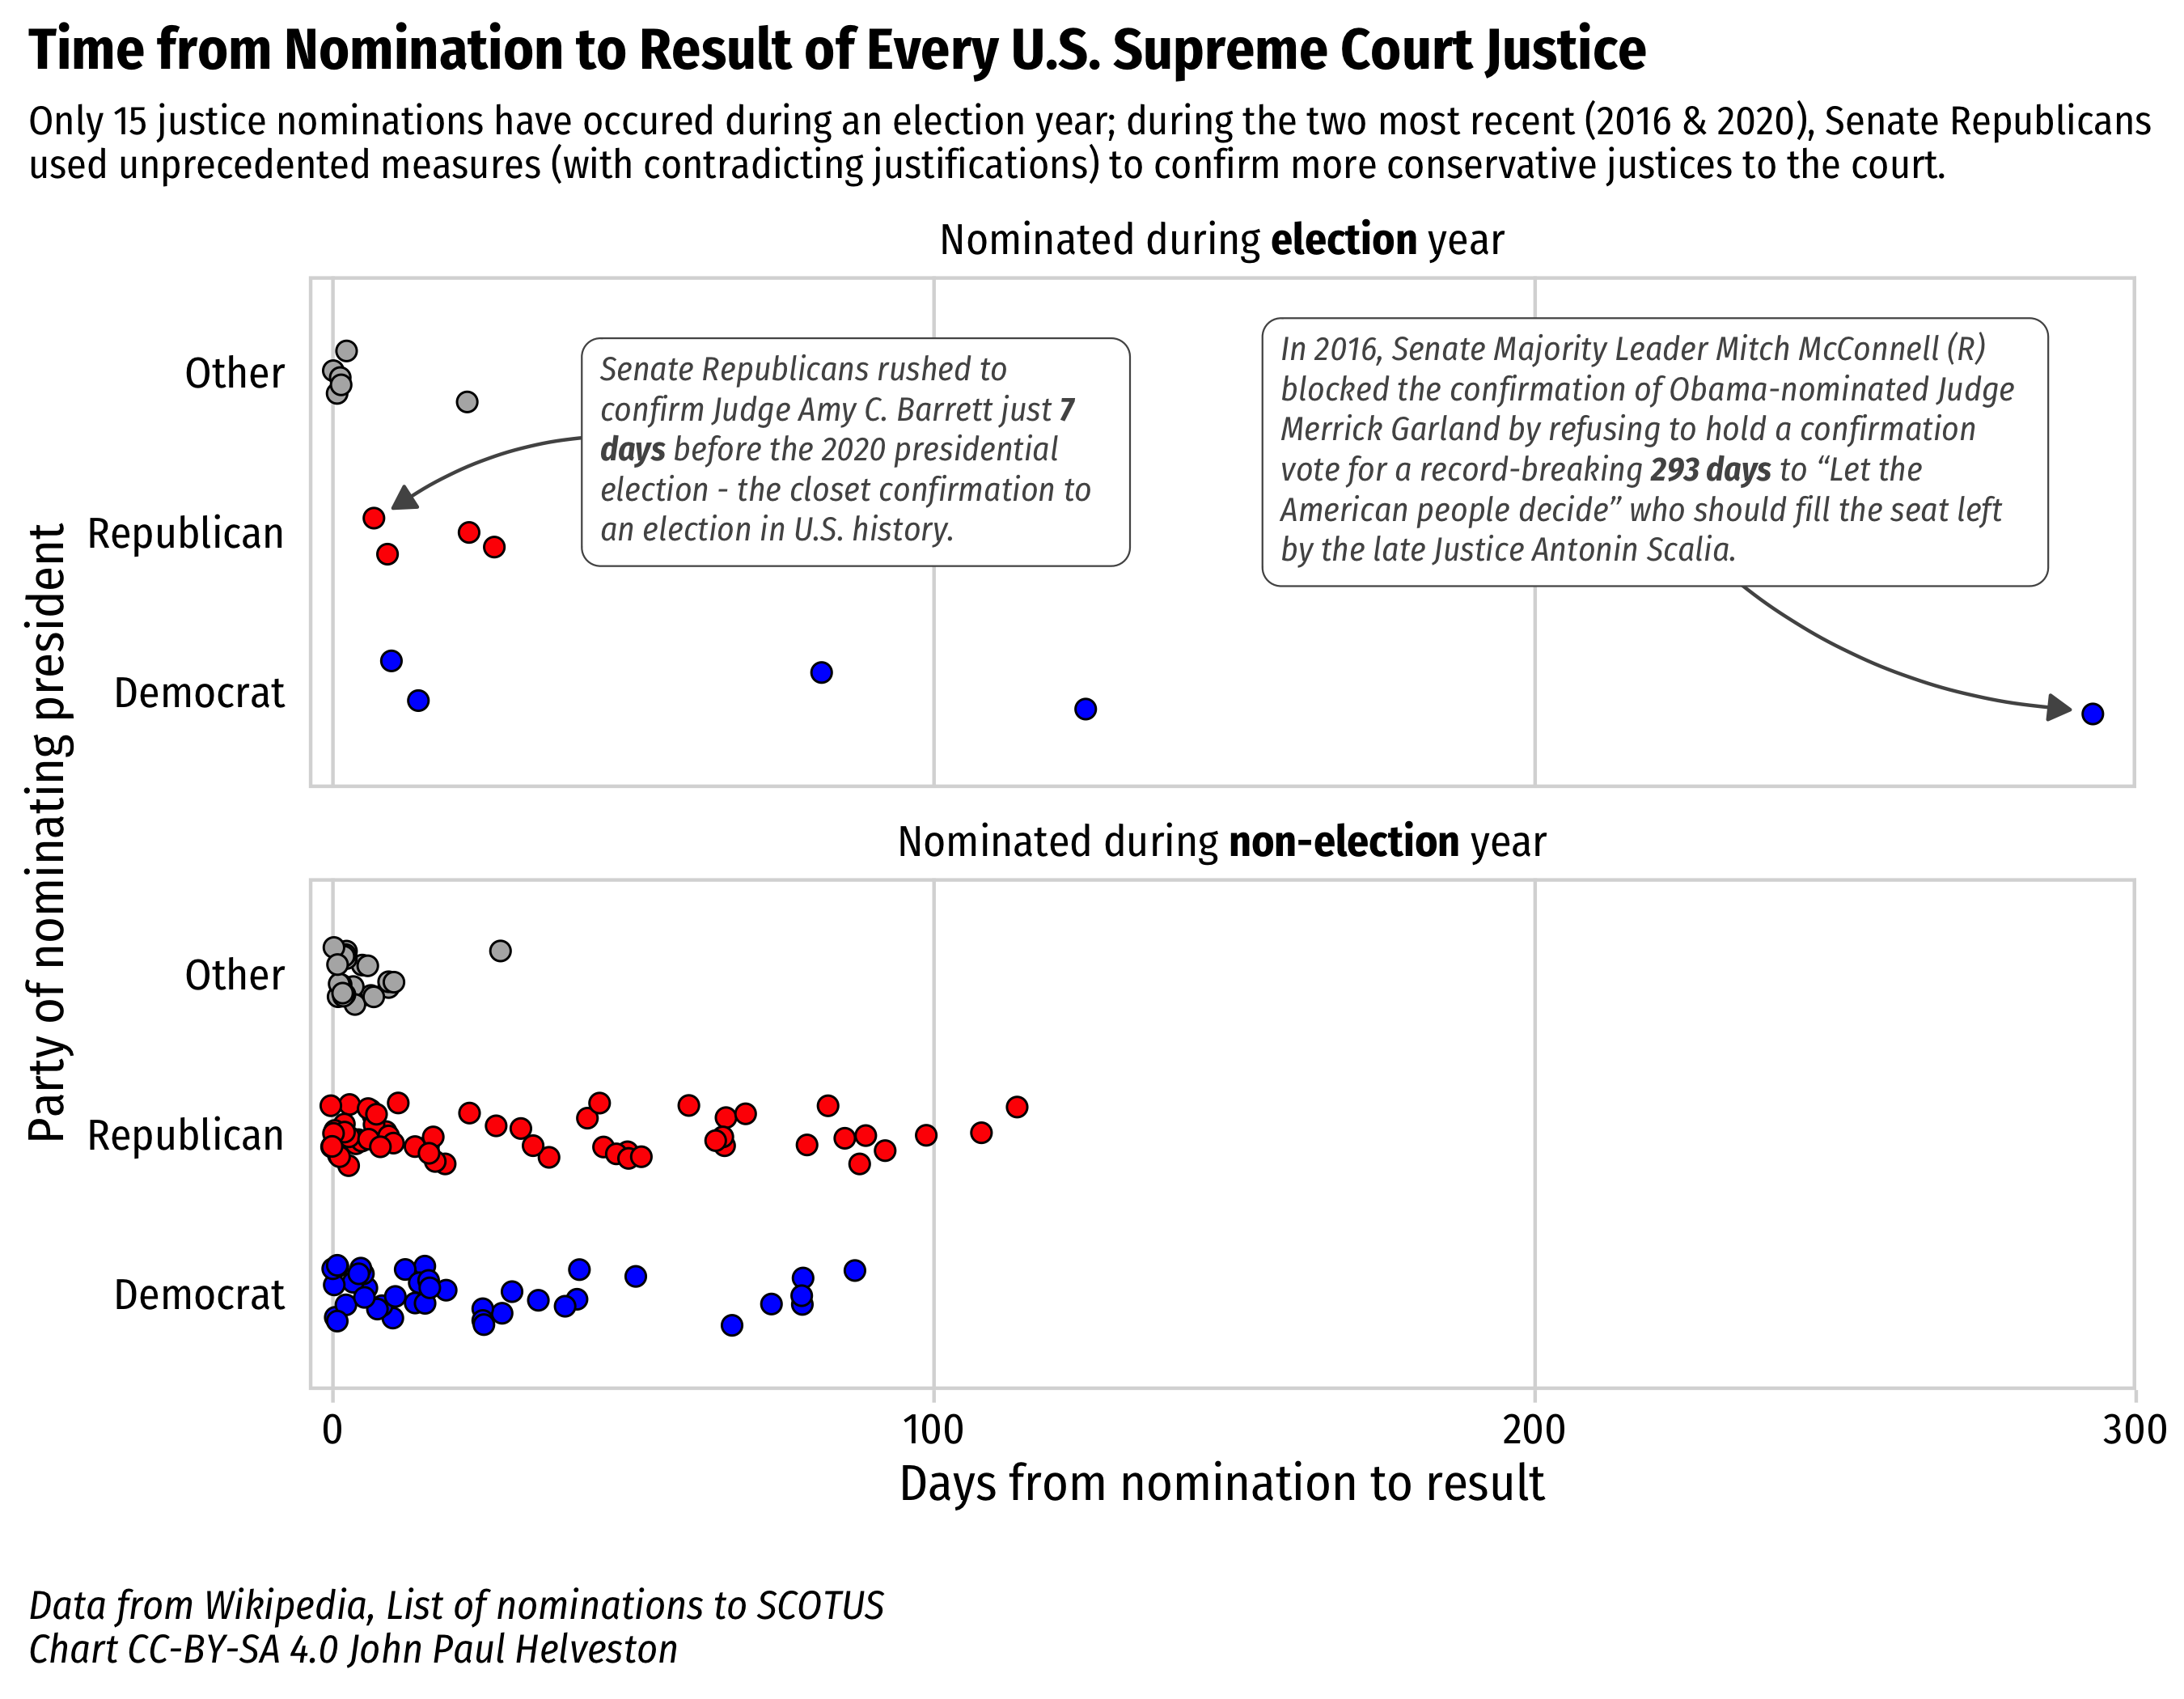 Time from Nomination to Result of Every U.S. Supreme Court Justice
Only 15 justice nominations have occured during an election year; during the two most recent (2016 & 2020), Senate Republicans
used unprecedented measures (with contradicting justifications) to confirm more conservative justices to the court.
Nominated during election year
Other
Republican
Democrat
Senate Republicans rushed to
confirm Judge Amy C. Barrett just 7
days before the 2020 presidential
election - the closet confirmation to
an election in U.S. history.
In 2016, Senate Majority Leader Mitch McConnell (R)
blocked the confirmation of Obama-nominated Judge
Merrick Garland by refusing to hold a confirmation
vote for a record-breaking 293 days to “Let the
American people decide” who should fill the seat left
by the late Justice Antonin Scalia.
Party of nominating president
Nominated during non-election year
Other
Republican
Democrat
0 100 200 300
Days from nomination to result
Data from Wikipedia, List of nominations to SCOTUS
Chart CC-BY-SA 4.0 John Paul Helveston